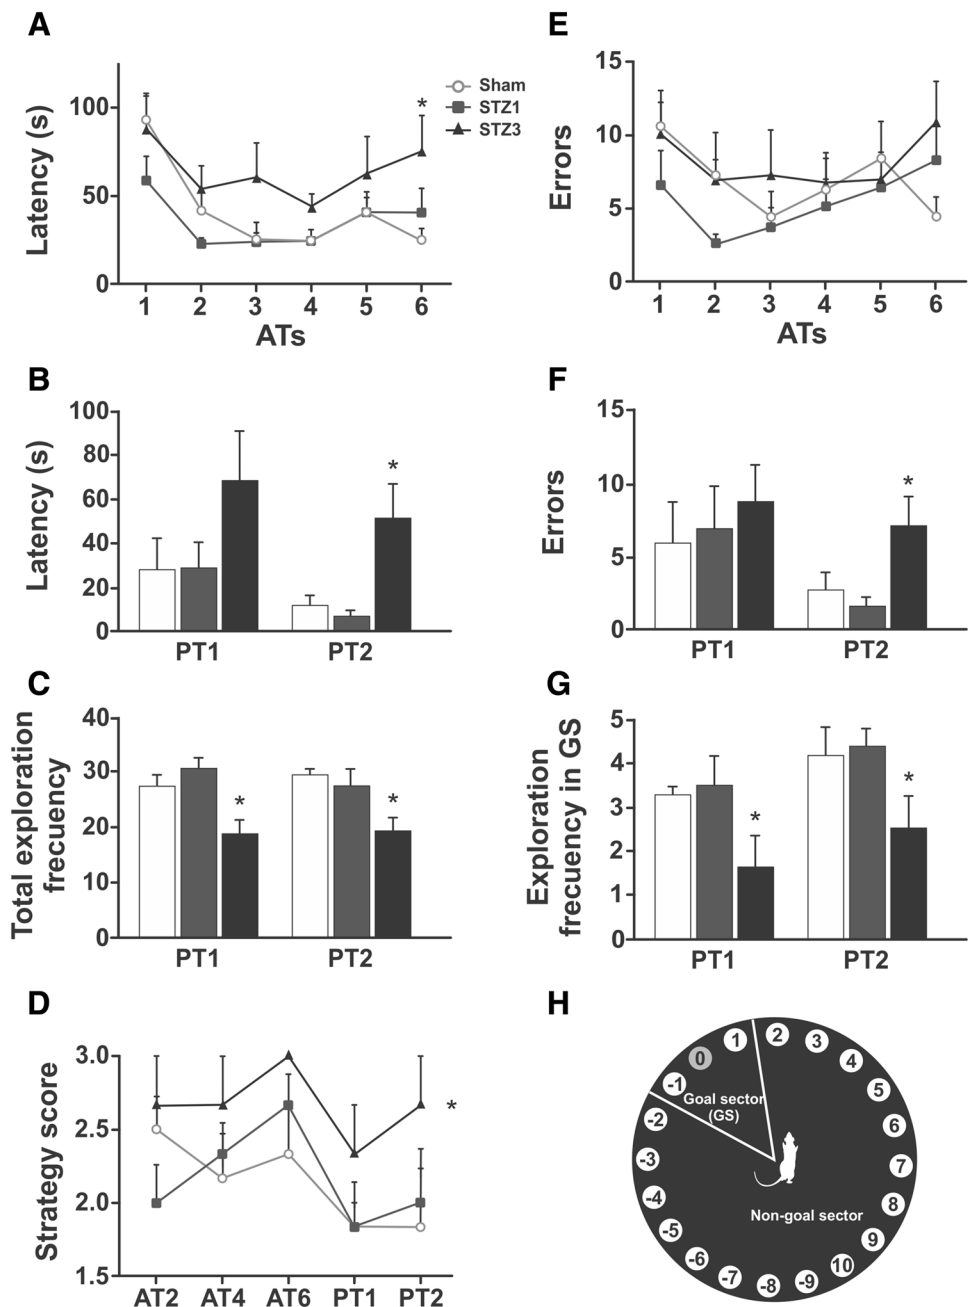 A
Latency (s)
100
50
0
1 2 3 4 5 6
ATs
Sham
STZ1
STZ3
*
E
Errors
15
10
5
0
1 2 3 4 5 6
ATs
B
Latency (s)
100
80
60
40
20
0
*
PT1 PT2
F
Errors
15
10
5
0
*
PT1 PT2
C
Total exploration
frecuency
40
30
20
10
0
* *
PT1 PT2
G
Exploration
frecuency in GS
5
4
3
2
1
0
* *
PT1 PT2
D
Strategy score
3.0
2.5
2.0
1.5
*
AT2 AT4 AT6 PT1 PT2
H
0 1 2 3 4 5 6 7 8 9 10
-1 -2 -3 -4 -5 -6 -7 -8 -9
Goal sector
(GS)
Non-goal sector